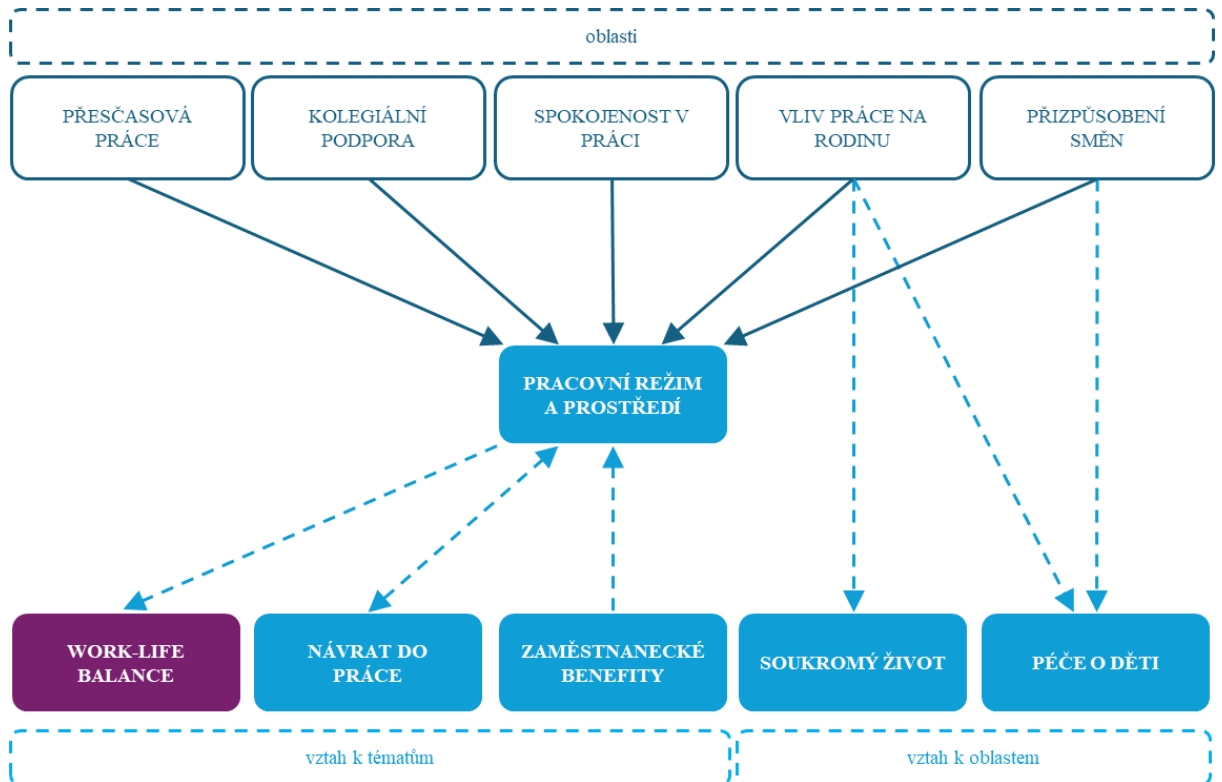 oblasti
PŘESČASOVÁ
PRÁCE
KOLEGIÁLNÍ
PODPORA
SPOKOJENOST V
PRÁCI
VLIV PRÁCE NA
RODINU
PŘIZPŮSOBENÍ
SMĚN
PRACOVNÍ REŽIM
A PROSTŘEDÍ
WORK-LIFE
BALANCE
NÁVRAT DO
PRÁCE
ZAMĚSTNANECKÉ
BENEFITY
SOUKROMÝ ŽIVOT
PÉČE O DĚTI
vztah k tématům
vztah k oblastem